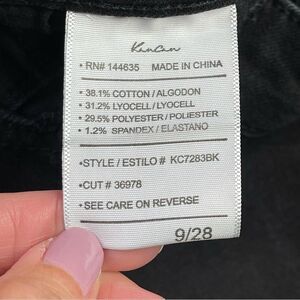 KanCan
• RN# 144635 MADE IN CHINA
• 38.1% COTTON / ALGODON
• 31.2% LYOCELL / LYOCELL
• 29.5% POLYESTER / POLIESTER
• 1.2% SPANDEX / ELASTANO
•STYLE / ESTILO # KC7283BK
•CUT # 36978
•SEE CARE ON REVERSE
9/28